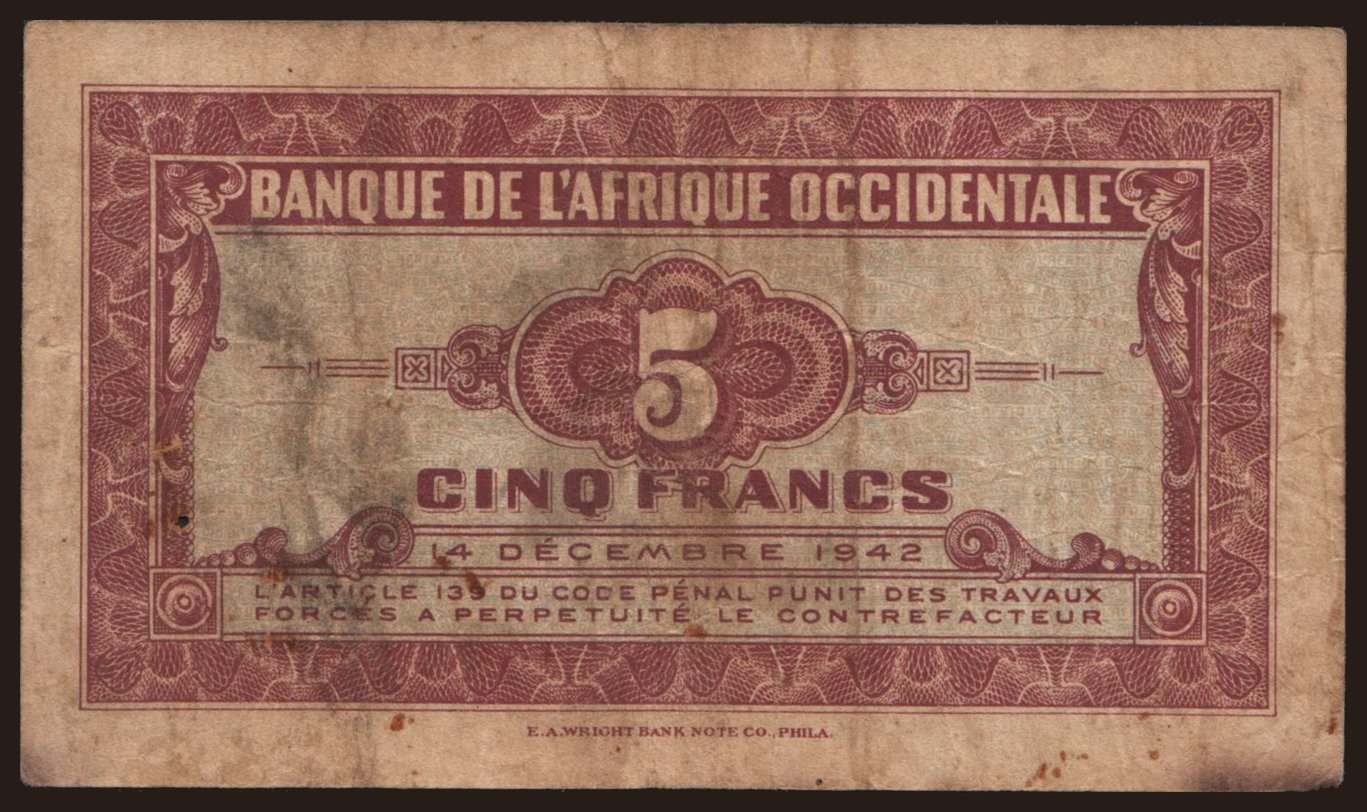 BANQUE DE L'AFRIQUE OCCIDENTALE
5
CINQ FRANCS
14 DÉCEMBRE 1942
L'ARTICLE 139 DU CODE PÉNAL PUNIT DES TRAVAUX
FORCÉS A PERPETUITÉ LE CONTREFACTEUR
E.A.WRIGHT BANK NOTE CO., PHILA.